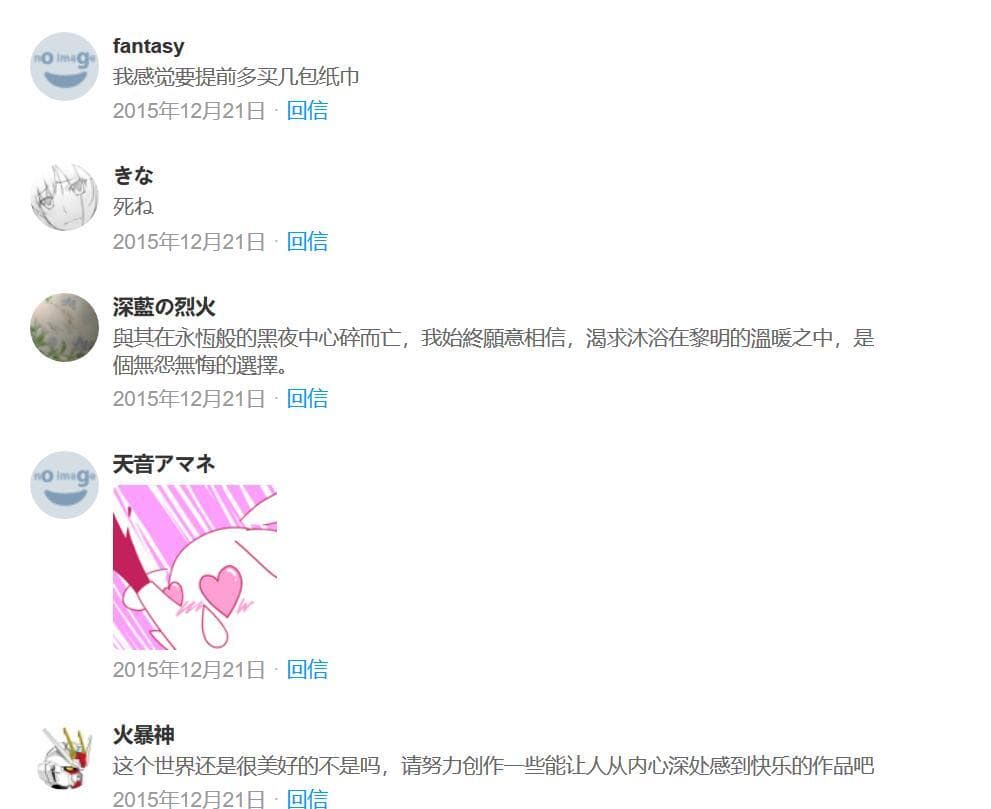 no image
fantasy
我感觉要提前多买几包纸巾
2015年12月21日 · 回信
きな
死ね
2015年12月21日 · 回信
深藍の烈火
與其在永恆般的黑夜中心碎而亡，我始終願意相信，渴求沐浴在黎明的溫暖之中，是
個無怨無悔的選擇。
2015年12月21日 · 回信
no image
天音アマネ
2015年12月21日 · 回信
火暴神
这个世界还是很美好的不是吗，请努力创作一些能让人从内心深处感到快乐的作品吧
2015年12月21日 · 回信